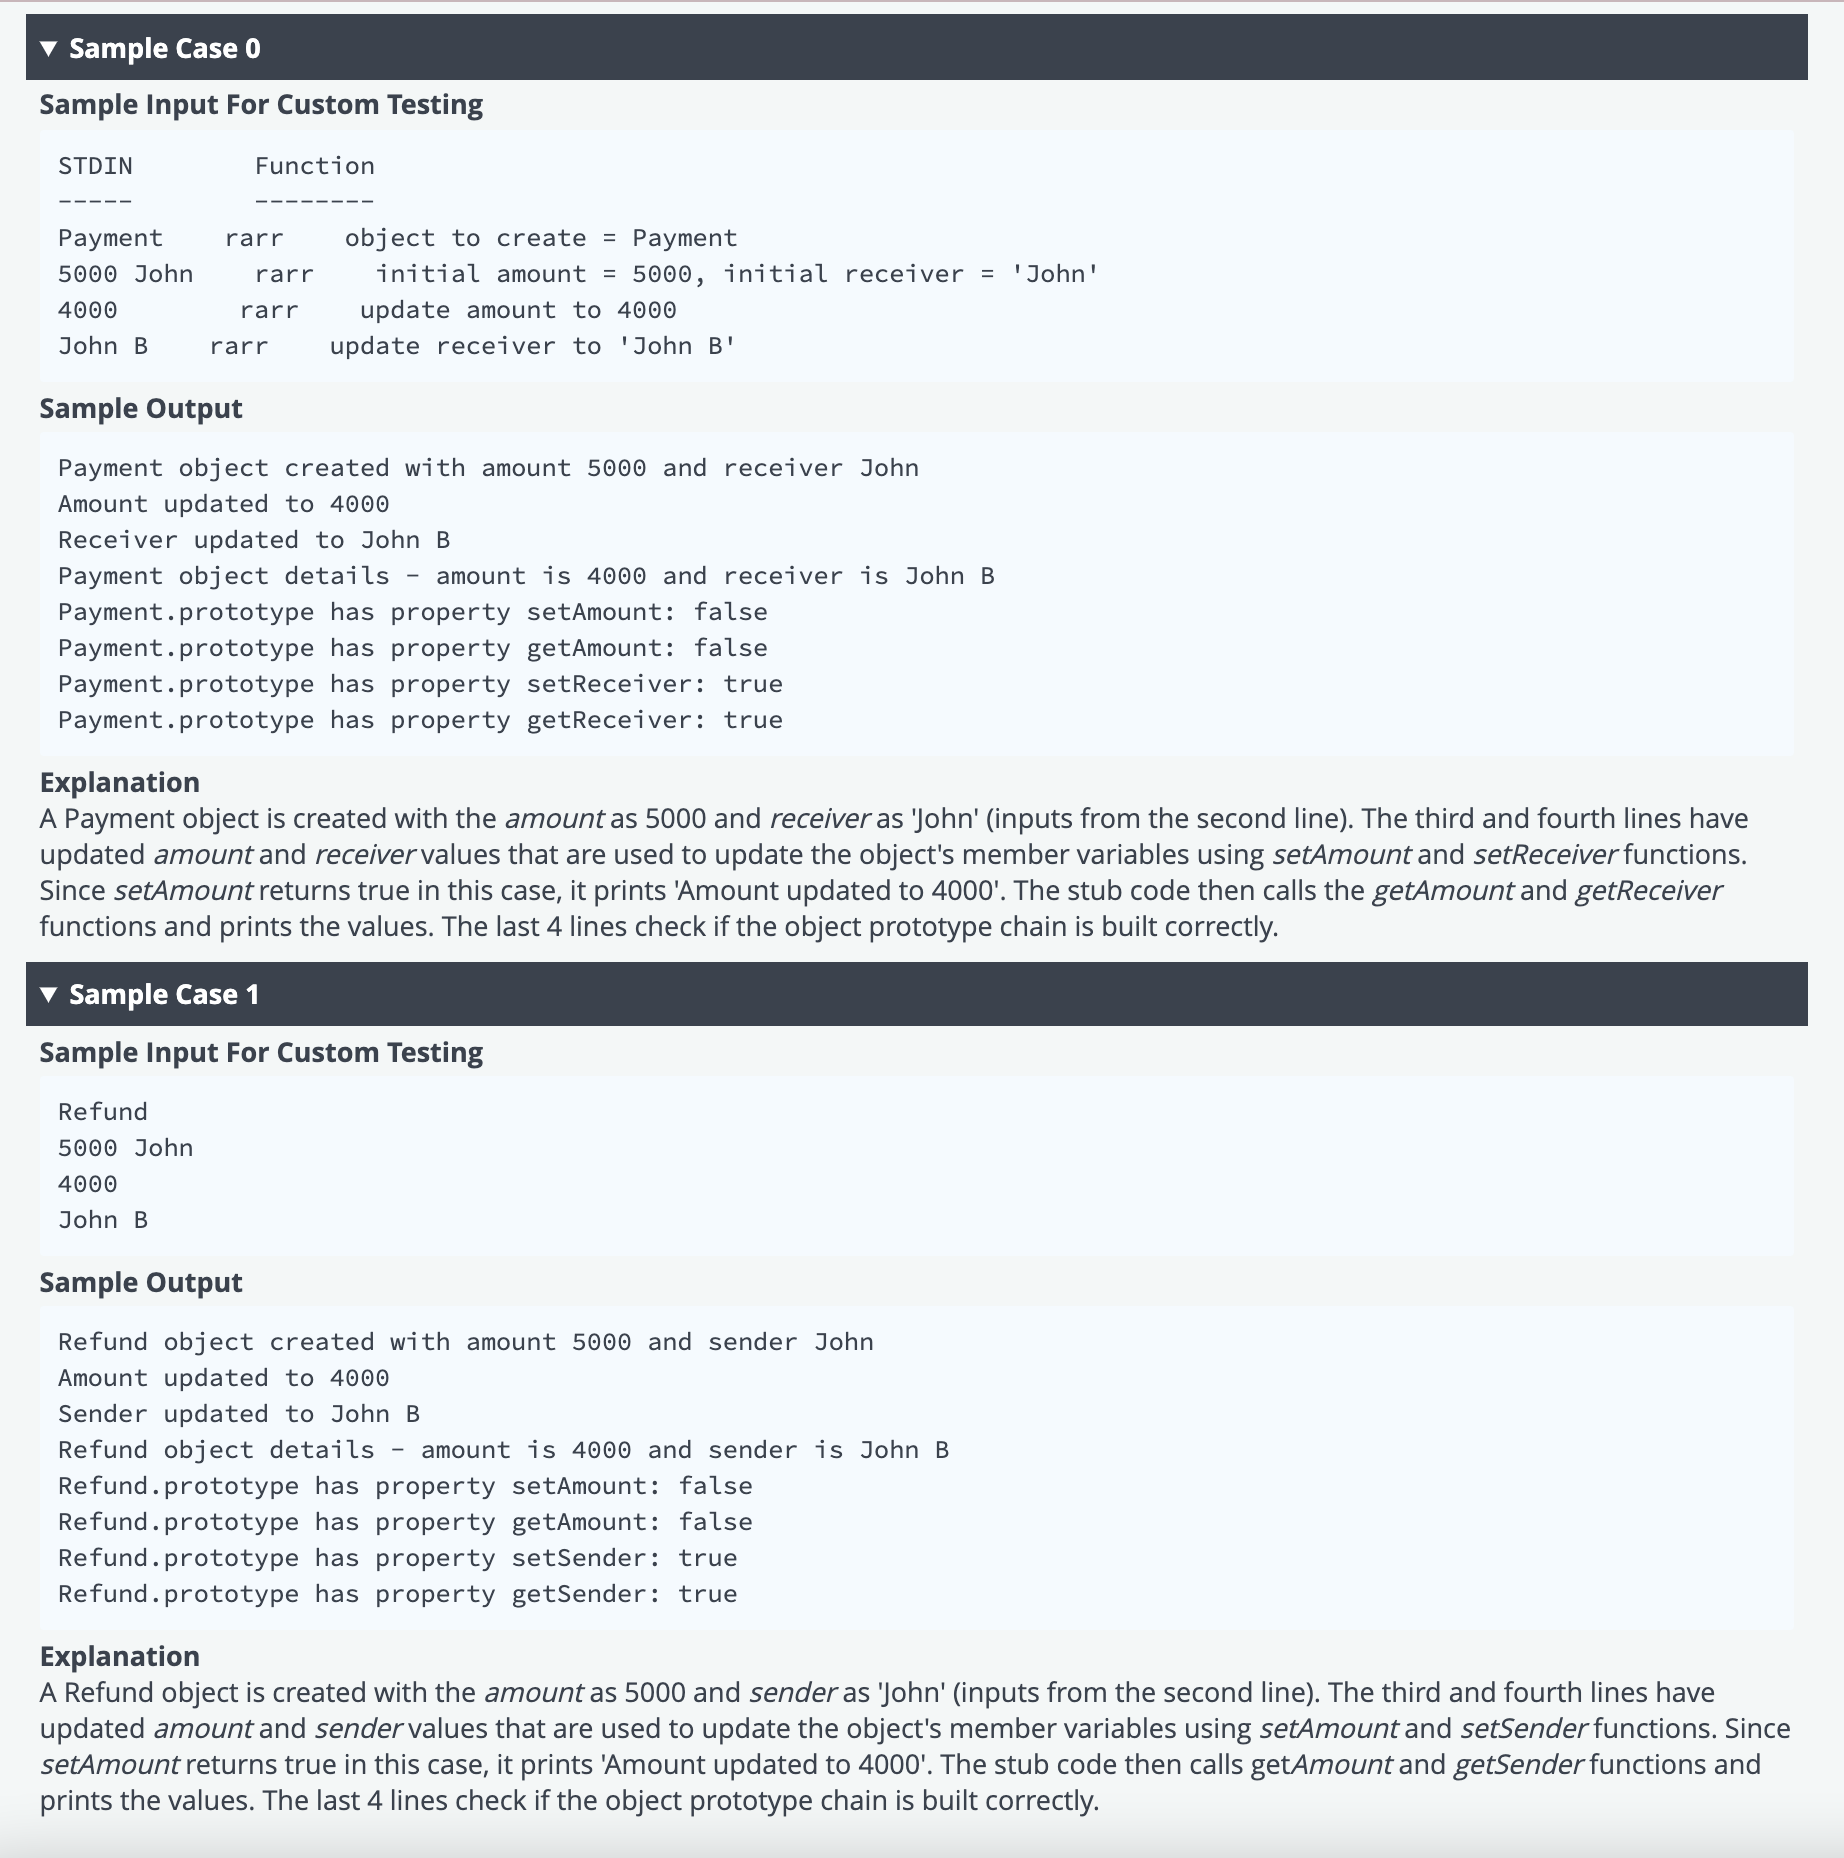 ▼ Sample Case 0
Sample Input For Custom Testing
STDIN        Function
-----        --------
Payment    rarr    object to create = Payment
5000 John    rarr    initial amount = 5000, initial receiver = 'John'
4000        rarr    update amount to 4000
John B    rarr    update receiver to 'John B'
Sample Output
Payment object created with amount 5000 and receiver John
Amount updated to 4000
Receiver updated to John B
Payment object details - amount is 4000 and receiver is John B
Payment.prototype has property setAmount: false
Payment.prototype has property getAmount: false
Payment.prototype has property setReceiver: true
Payment.prototype has property getReceiver: true
Explanation
A Payment object is created with the amount as 5000 and receiver as 'John' (inputs from the second line). The third and fourth lines have
updated amount and receiver values that are used to update the object's member variables using setAmount and setReceiver functions.
Since setAmount returns true in this case, it prints 'Amount updated to 4000'. The stub code then calls the getAmount and getReceiver
functions and prints the values. The last 4 lines check if the object prototype chain is built correctly.
▼ Sample Case 1
Sample Input For Custom Testing
Refund
5000 John
4000
John B
Sample Output
Refund object created with amount 5000 and sender John
Amount updated to 4000
Sender updated to John B
Refund object details - amount is 4000 and sender is John B
Refund.prototype has property setAmount: false
Refund.prototype has property getAmount: false
Refund.prototype has property setSender: true
Refund.prototype has property getSender: true
Explanation
A Refund object is created with the amount as 5000 and sender as 'John' (inputs from the second line). The third and fourth lines have
updated amount and sender values that are used to update the object's member variables using setAmount and setSender functions. Since
setAmount returns true in this case, it prints 'Amount updated to 4000'. The stub code then calls getAmount and getSender functions and
prints the values. The last 4 lines check if the object prototype chain is built correctly.